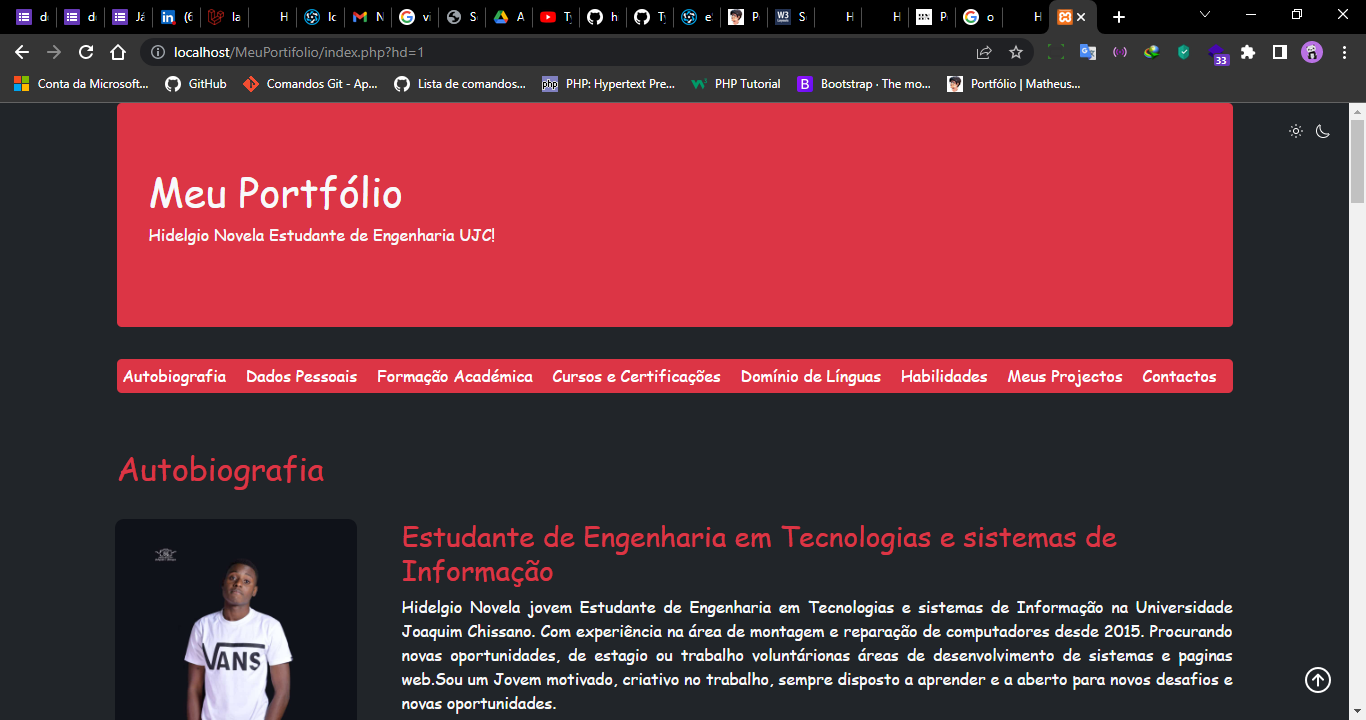 localhost/MeuPortifolio/index.php?hd=1
33
Conta da Microsoft... GitHub Comandos Git - Ap... Lista de comandos... php PHP: Hypertext Pre... PHP Tutorial B Bootstrap · The mo... Portfólio | Matheus...
Meu Portfólio
Hidelgio Novela Estudante de Engenharia UJC!
Autobiografia Dados Pessoais Formação Académica Cursos e Certificações Domínio de Línguas Habilidades Meus Projectos Contactos
Autobiografia
Estudante de Engenharia em Tecnologias e sistemas de
Informação
Hidelgio Novela jovem Estudante de Engenharia em Tecnologias e sistemas de Informação na Universidade
Joaquim Chissano. Com experiência na área de montagem e reparação de computadores desde 2015. Procurando
novas oportunidades, de estagio ou trabalho voluntárionas áreas de desenvolvimento de sistemas e paginas
web.Sou um Jovem motivado, criativo no trabalho, sempre disposto a aprender e a aberto para novos desafios e
novas oportunidades.
VANS